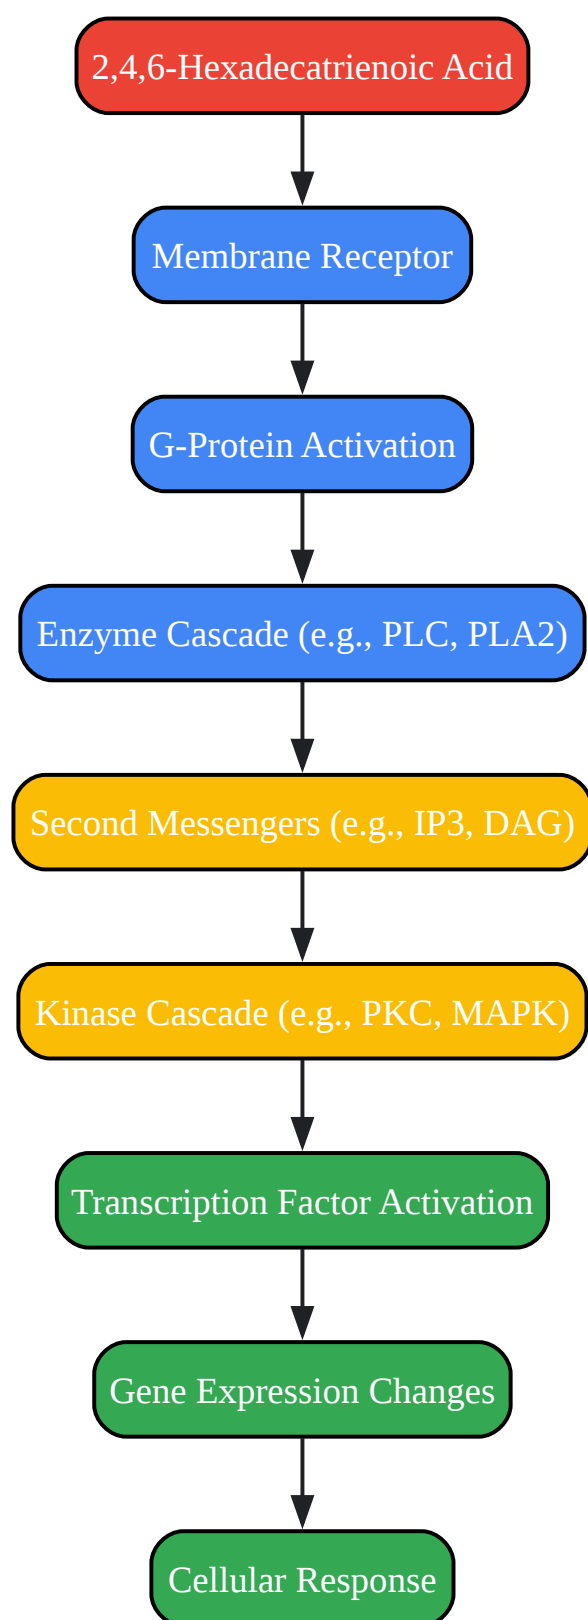 2,4,6-Hexadecatrienoic Acid
Membrane Receptor
G-Protein Activation
Enzyme Cascade (e.g., PLC, PLA2)
Second Messengers (e.g., IP3, DAG)
Kinase Cascade (e.g., PKC, MAPK)
Transcription Factor Activation
Gene Expression Changes
Cellular Response